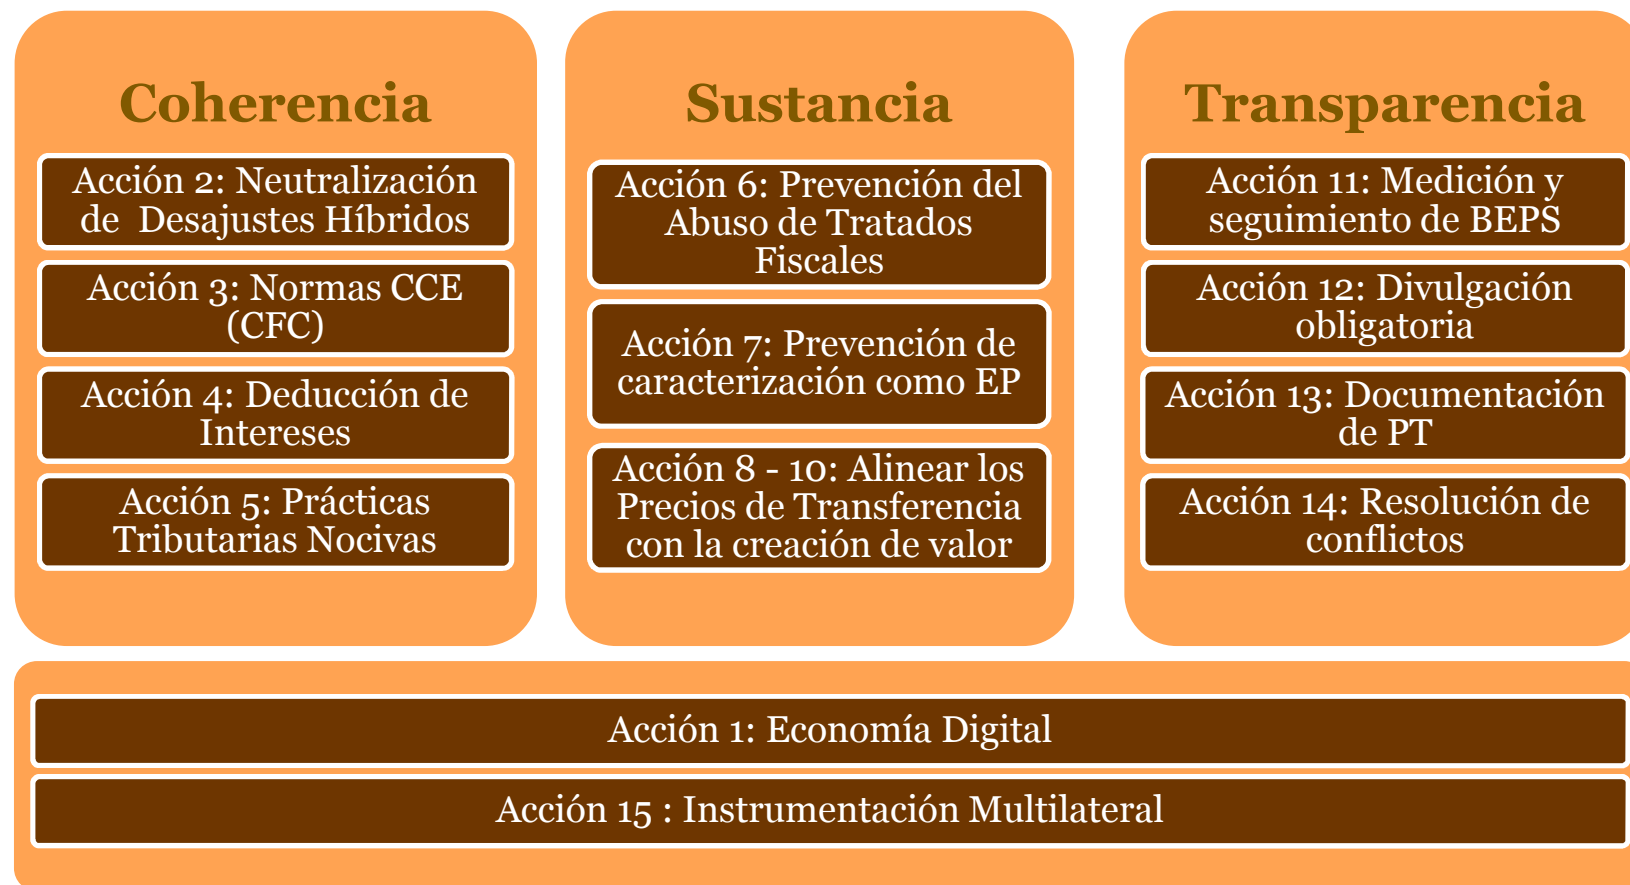 Coherencia
Acción 2: Neutralización
de  Desajustes Híbridos
Acción 3: Normas CCE
(CFC)
Acción 4: Deducción de
Intereses
Acción 5: Prácticas
Tributarias Nocivas
Sustancia
Acción 6: Prevención del
Abuso de Tratados
Fiscales
Acción 7: Prevención de
caracterización como EP
Acción 8 - 10: Alinear los
Precios de Transferencia
con la creación de valor
Transparencia
Acción 11: Medición y
seguimiento de BEPS
Acción 12: Divulgación
obligatoria
Acción 13: Documentación
de PT
Acción 14: Resolución de
conflictos
Acción 1: Economía Digital
Acción 15 : Instrumentación Multilateral